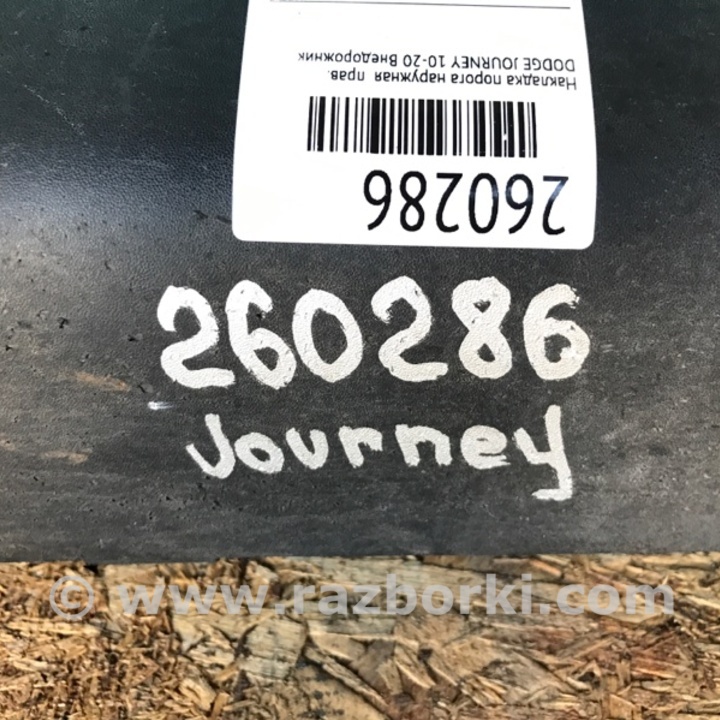 Накладка порога наружная прав.
DODGE JOURNEY 10-20 Внедорожник
260286
260286
Journey
© www.razborki.com